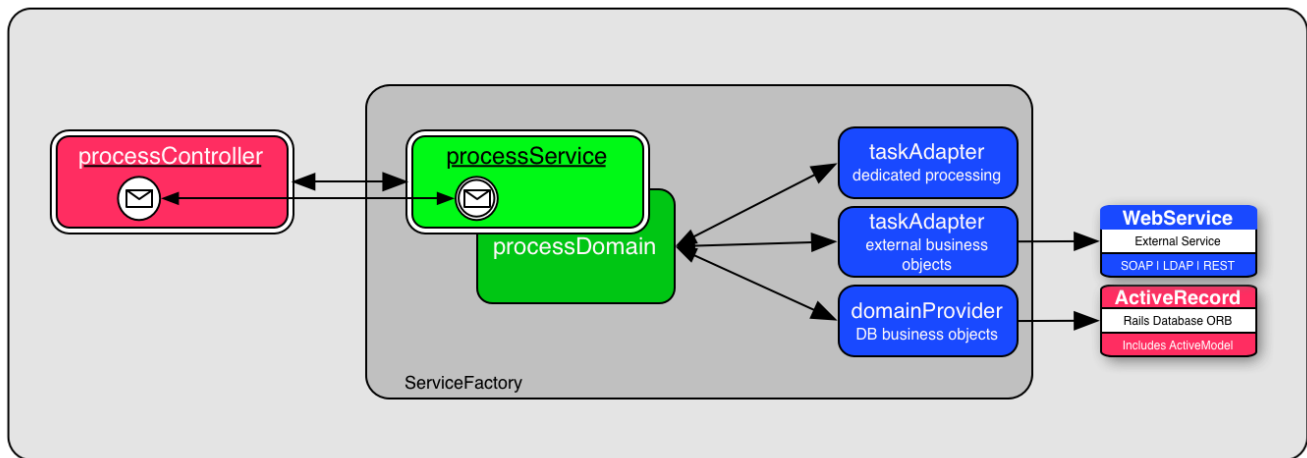 processController
processService
processDomain
taskAdapter
dedicated processing
taskAdapter
external business
objects
domainProvider
DB business objects
WebService
External Service
SOAP | LDAP | REST
ActiveRecord
Rails Database ORB
Includes ActiveModel
ServiceFactory